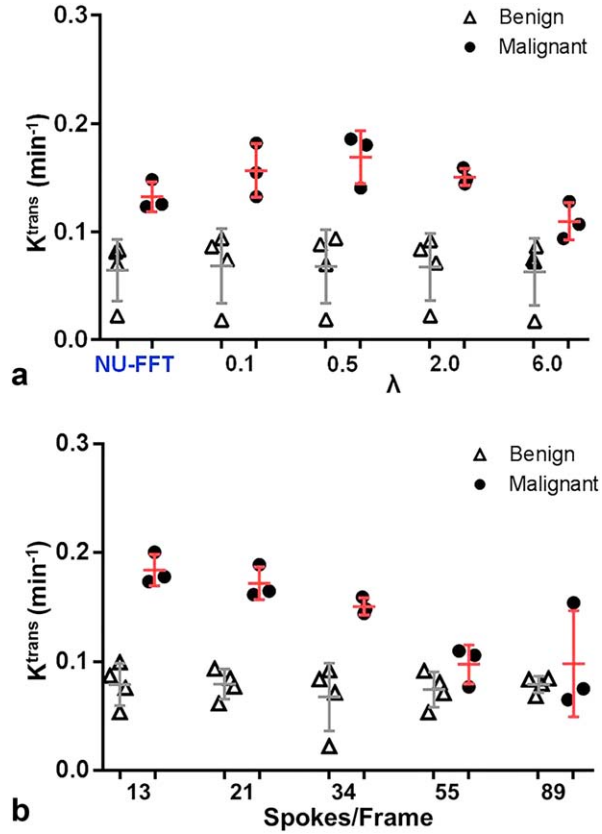 0.3
Benign
Malignant
0.2
0.1
0.0
K^trans (min^-1)
NU-FFT 0.1 0.5 2.0 6.0
λ
a
0.3
Benign
Malignant
0.2
0.1
0.0
K^trans (min^-1)
13 21 34 55 89
Spokes/Frame
b